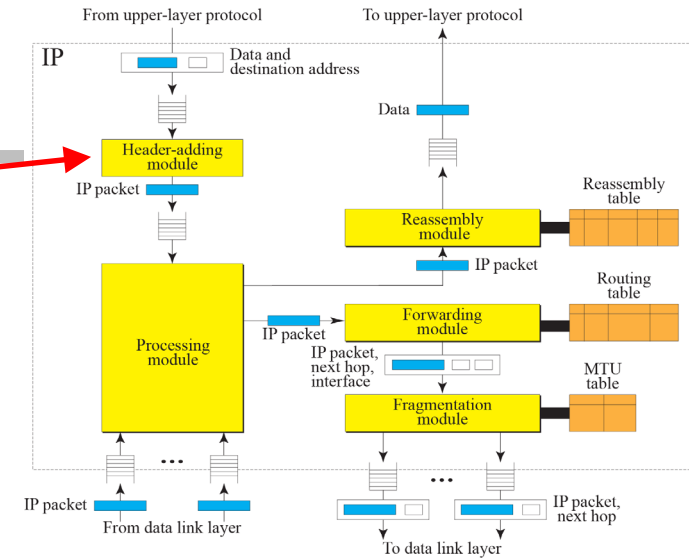 From upper-layer protocol
To upper-layer protocol
IP
Data and
destination address
Data
Header-adding
module
IP packet
Reassembly
table
Reassembly
module
IP packet
Routing
table
Forwarding
module
IP packet
Processing
module
IP packet,
next hop,
interface
MTU
table
Fragmentation
module
...
...
IP packet
IP packet,
next hop
From data link layer
To data link layer